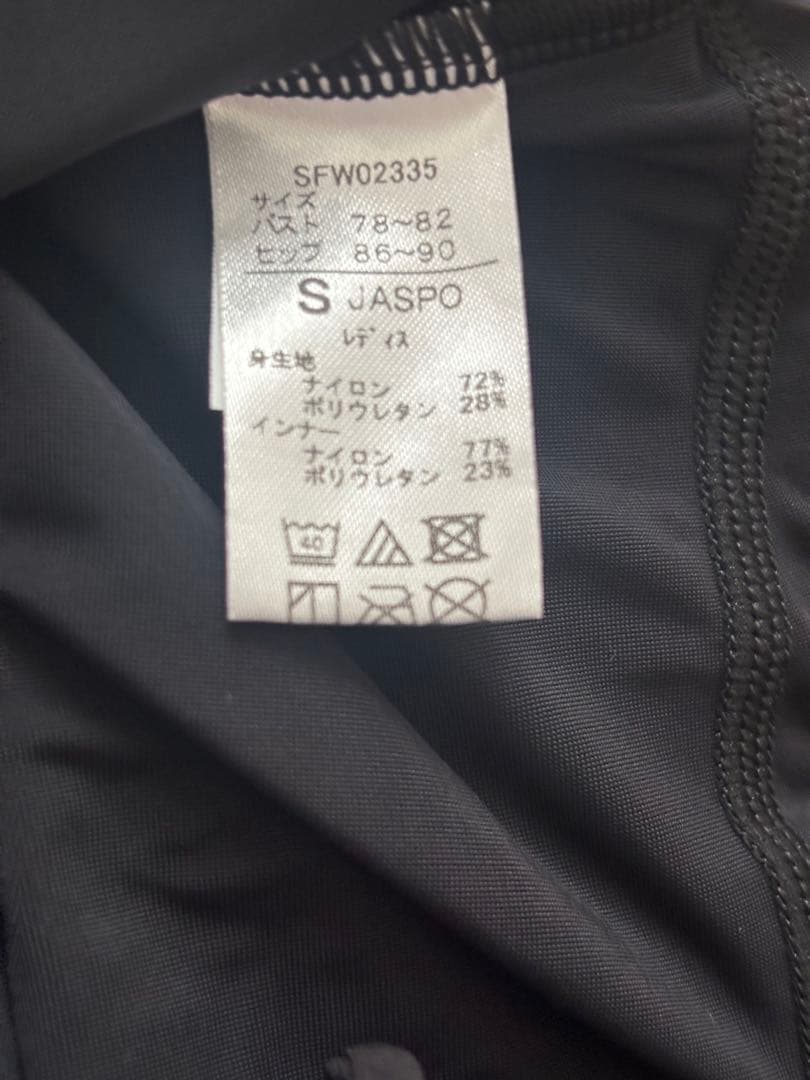 SFW02335
サイズ
バスト 78~82
ヒップ 86~90
S JASPO
レディス
身生地
ナイロン 72%
ポリウレタン 28%
インナー
ナイロン 77%
ポリウレタン 23%
40